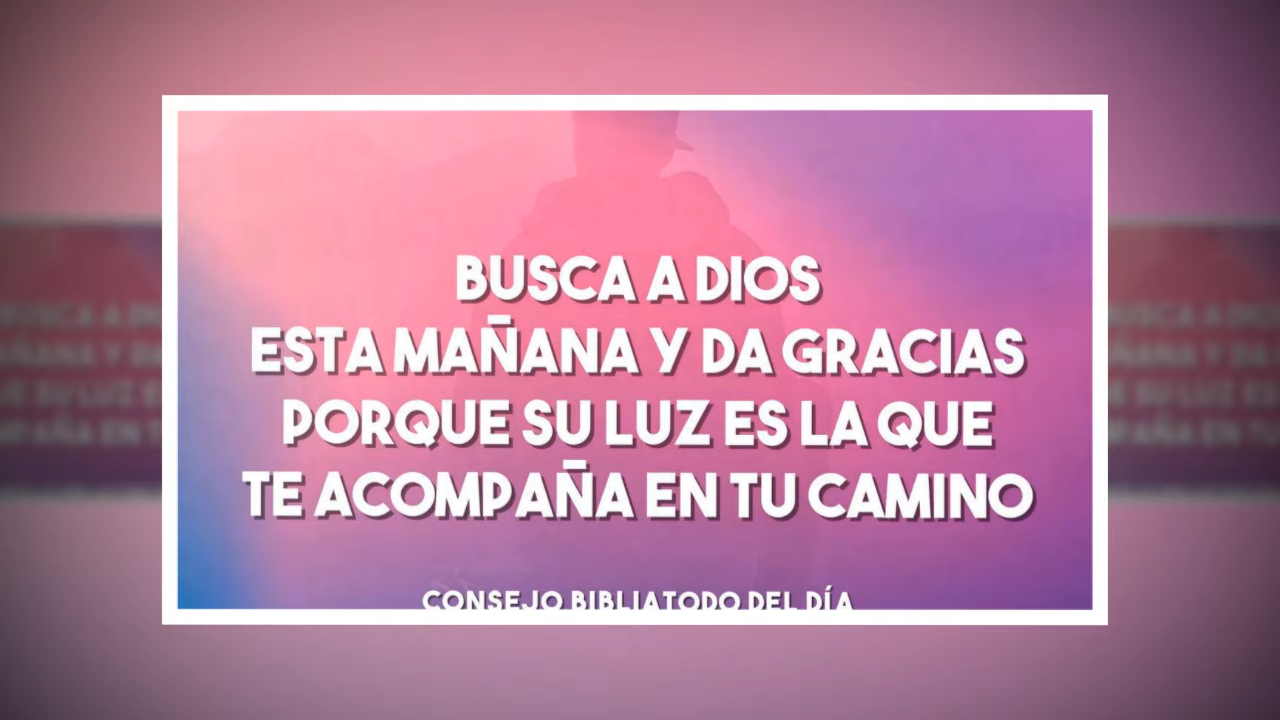 BUSCA A DIOS
ESTA MAÑANA Y DA GRACIAS
PORQUE SU LUZ ES LA QUE
TE ACOMPAÑA EN TU CAMINO
CONSEJO BIBLIATODO DEL DÍA